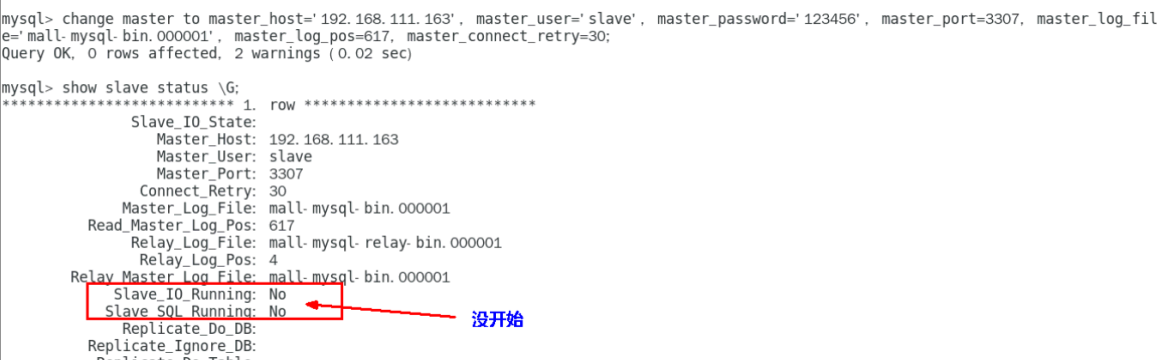 mysql> change master to master_host='192.168.111.163', master_user='slave', master_password='123456', master_port=3307, master_log_fil
e='mall-mysql-bin.000001', master_log_pos=617, master_connect_retry=30;
Query OK, 0 rows affected, 2 warnings (0.02 sec)
mysql> show slave status \G;
*************************** 1. row ***************************
Slave_IO_State:
Master_Host: 192.168.111.163
Master_User: slave
Master_Port: 3307
Connect_Retry: 30
Master_Log_File: mall-mysql-bin.000001
Read_Master_Log_Pos: 617
Relay_Log_File: mall-mysql-relay-bin.000001
Relay_Log_Pos: 4
Relay_Master_Log_File: mall-mysql-bin.000001
Slave_IO_Running: No
Slave_SQL_Running: No
没开始
Replicate_Do_DB:
Replicate_Ignore_DB: